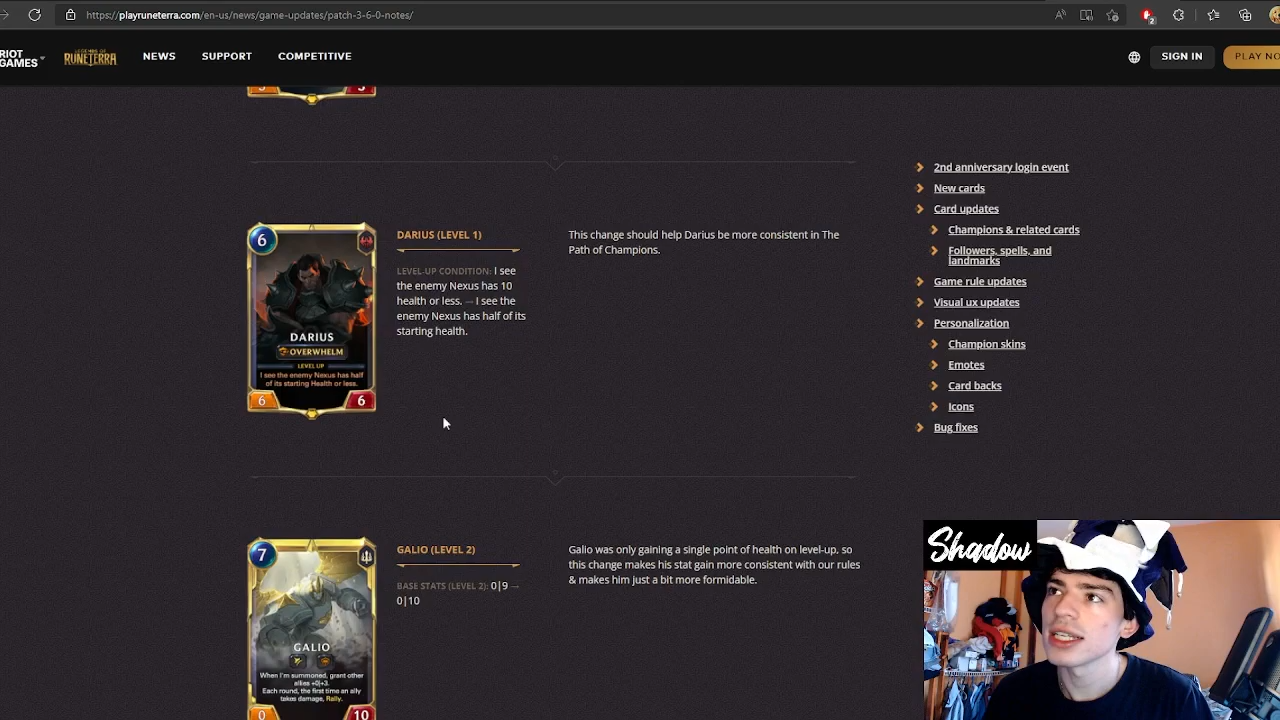 https://playruneterra.com/en-us/news/game-updates/patch-3-6-0-notes/
2
RIOT
GAMES
LEGENDS OF
RUNETERRA
NEWS
SUPPORT
COMPETITIVE
SIGN IN
PLAY NO
2nd anniversary login event
New cards
Card updates
Champions & related cards
Followers, spells, and
landmarks
Game rule updates
Visual ux updates
Personalization
Champion skins
Emotes
Card backs
Icons
Bug fixes
6
DARIUS
OVERWHELM
LEVEL UP
I see the enemy Nexus has half
of its starting Health or less.
6
6
DARIUS (LEVEL 1)
LEVEL-UP CONDITION: I see
the enemy Nexus has 10
health or less. → I see the
enemy Nexus has half of its
starting health.
This change should help Darius be more consistent in The
Path of Champions.
7
GALIO
When I'm summoned, grant other
allies +0|+3.
Each round, the first time an ally
takes damage, Rally.
0
10
GALIO (LEVEL 2)
BASE STATS (LEVEL 2): 0|9 →
0|10
Galio was only gaining a single point of health on level-up, so
this change makes his stat gain more consistent with our rules
& makes him just a bit more formidable.
Shadow